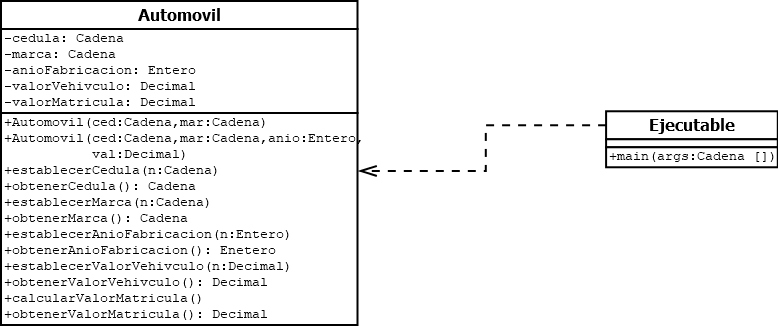 Automovil
-cedula: Cadena
-marca: Cadena
-anioFabricacion: Entero
-valorVehivculo: Decimal
-valorMatricula: Decimal
+Automovil(ced:Cadena,mar:Cadena)
+Automovil(ced:Cadena,mar:Cadena,anio:Entero,
val:Decimal)
+establecerCedula(n:Cadena)
+obtenerCedula(): Cadena
+establecerMarca(n:Cadena)
+obtenerMarca(): Cadena
+establecerAnioFabricacion(n:Entero)
+obtenerAnioFabricacion(): Enetero
+establecerValorVehivculo(n:Decimal)
+obtenerValorVehivculo(): Decimal
+calcularValorMatricula()
+obtenerValorMatricula(): Decimal
Ejecutable
+main(args:Cadena [])